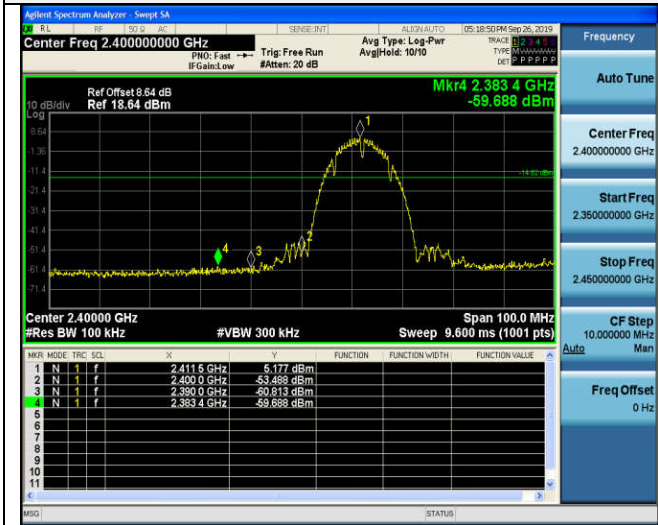 Agilent Spectrum Analyzer - Swept SA
RL RF 50 Ω AC SENSE:INT ALIGNAUTO 05:18:50 PM Sep 26, 2019
Center Freq 2.400000000 GHz
PNO: Fast Trig: Free Run
IFGain:Low #Atten: 20 dB
Avg Type: Log-Pwr
Avg|Hold: 10/10
TRACE 1 2 3 4 5 6
TYPE
DET P P P P P P
Frequency
Auto Tune
Mkr4 2.383 4 GHz
-59.688 dBm
Ref Offset 8.64 dB
10 dB/div Ref 18.64 dBm
Log
8.64
-1.36
-11.4
-21.4
-31.4
-41.4
-51.4
-61.4
-71.4
1
2
3
4
Center Freq
2.400000000 GHz
Start Freq
2.350000000 GHz
Stop Freq
2.450000000 GHz
CF Step
10.000000 MHz
Auto Man
Freq Offset
0 Hz
Center 2.40000 GHz Span 100.0 MHz
#Res BW 100 kHz #VBW 300 kHz Sweep 9.600 ms (1001 pts)
MKR MODE TRC SCL X Y FUNCTION FUNCTION WIDTH FUNCTION VALUE
1 N 1 f 2.411 5 GHz 5.177 dBm
2 N 1 f 2.400 0 GHz -53.488 dBm
3 N 1 f 2.390 0 GHz -60.813 dBm
4 N 1 f 2.383 4 GHz -59.688 dBm
5
6
7
8
9
10
11
MSG STATUS